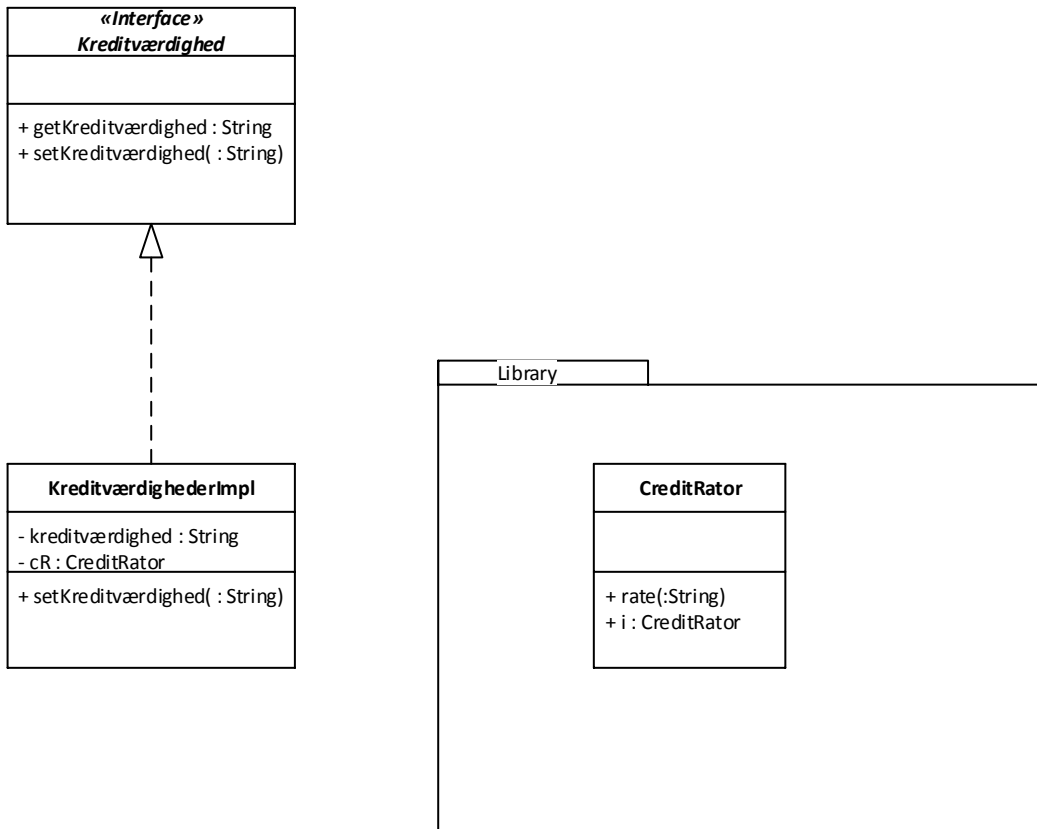 «Interface»
Kreditværdighed
+ getKreditværdighed : String
+ setKreditværdighed( : String)
Library
KreditværdighederImpl
- kreditværdighed : String
- cR : CreditRator
+ setKreditværdighed( : String)
CreditRator
+ rate(:String)
+ i : CreditRator